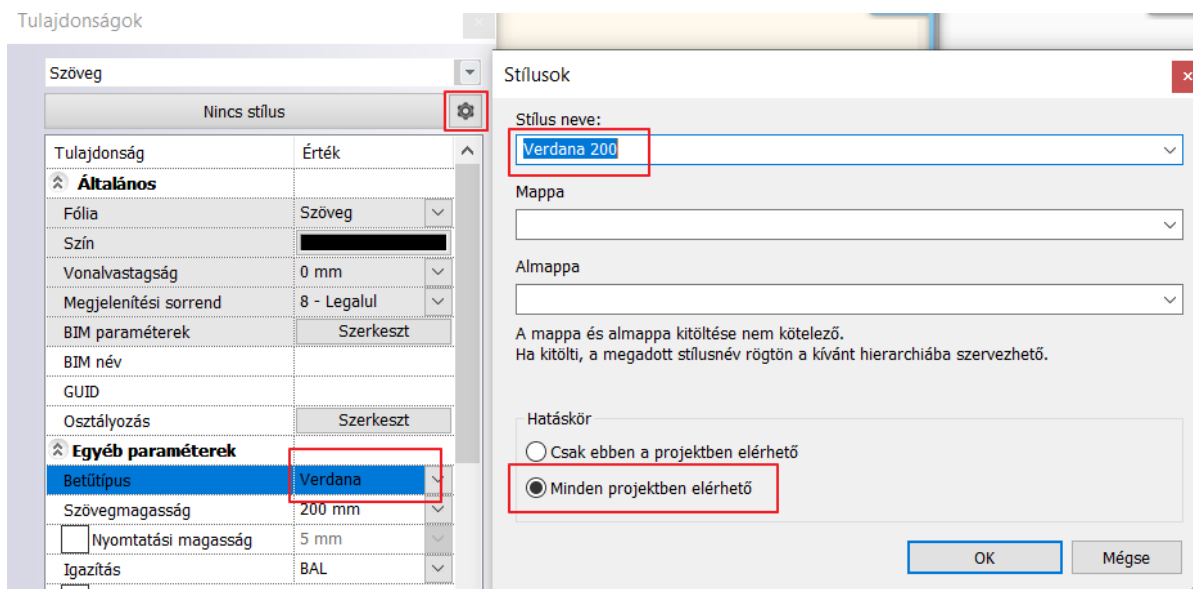 Tulajdonságok
Szöveg
Nincs stílus
Tulajdonság Érték
Általános
Fólia Szöveg
Szín
Vonalvastagság 0 mm
Megjelenítési sorrend 8 - Legalul
BIM paraméterek Szerkeszt
BIM név
GUID
Osztályozás Szerkeszt
Egyéb paraméterek
Betűtípus Verdana
Szövegmagasság 200 mm
Nyomtatási magasság 5 mm
Igazítás BAL
Stílusok
Stílus neve:
Verdana 200
Mappa
Almappa
A mappa és almappa kitöltése nem kötelező.
Ha kitölti, a megadott stílusnév rögtön a kívánt hierarchiába szervezhető.
Hatáskör
Csak ebben a projektben elérhető
Minden projektben elérhető
OK Mégse